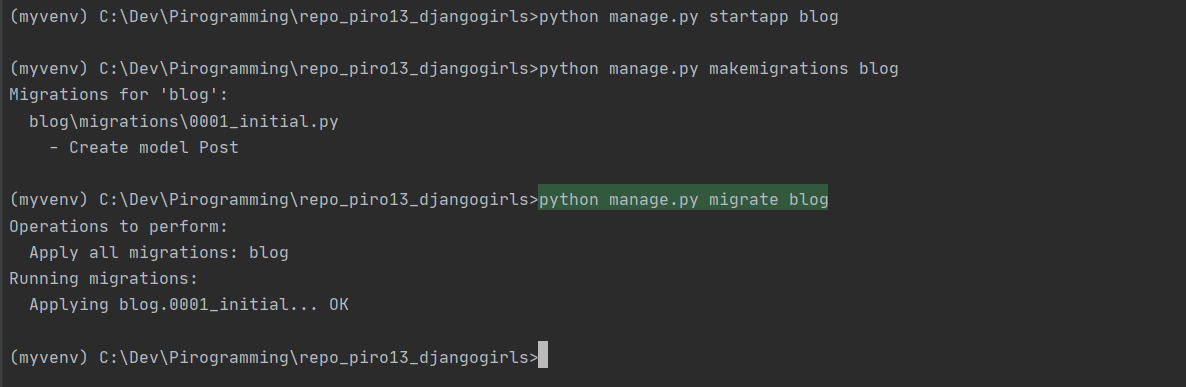 (myvenv) C:\Dev\Pirogramming\repo_piro13_djangogirls>python manage.py startapp blog
(myvenv) C:\Dev\Pirogramming\repo_piro13_djangogirls>python manage.py makemigrations blog
Migrations for 'blog':
  blog\migrations\0001_initial.py
    - Create model Post
(myvenv) C:\Dev\Pirogramming\repo_piro13_djangogirls>python manage.py migrate blog
Operations to perform:
  Apply all migrations: blog
Running migrations:
  Applying blog.0001_initial... OK
(myvenv) C:\Dev\Pirogramming\repo_piro13_djangogirls>